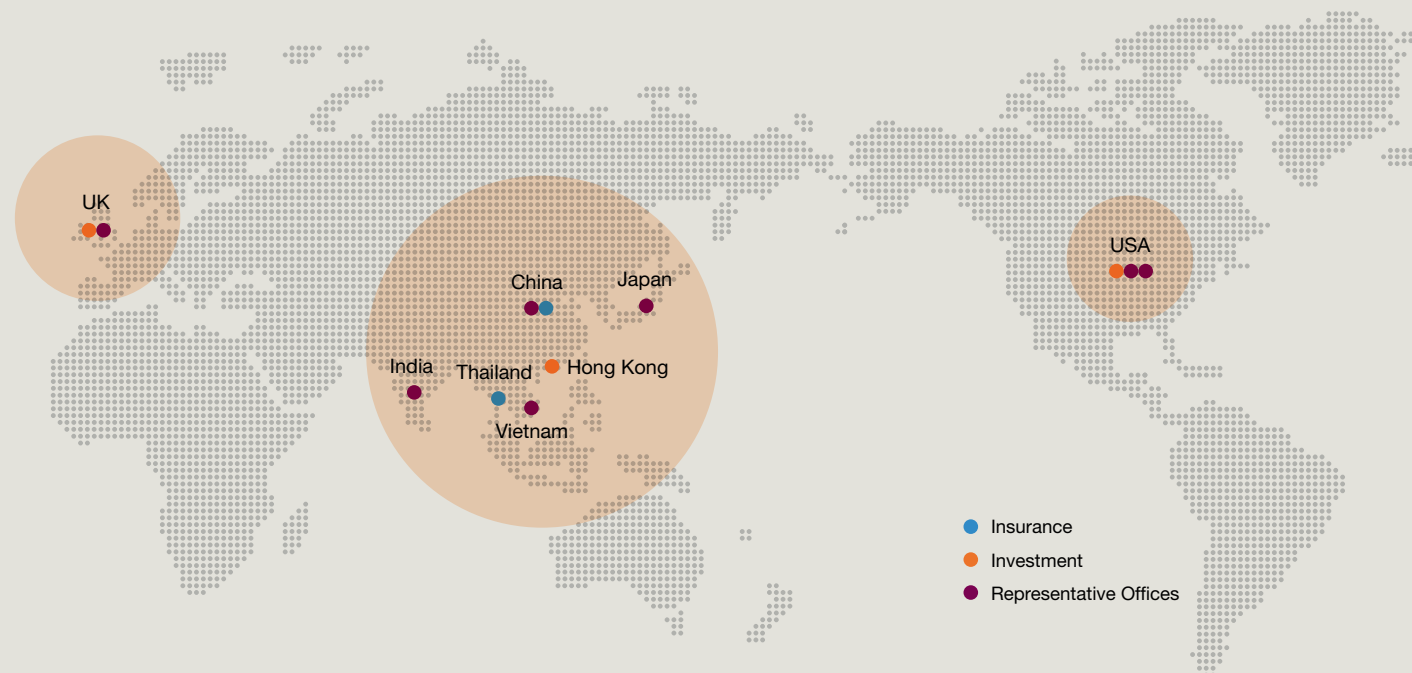 UK
USA
China
Japan
India
Thailand
Hong Kong
Vietnam
Insurance
Investment
Representative Offices